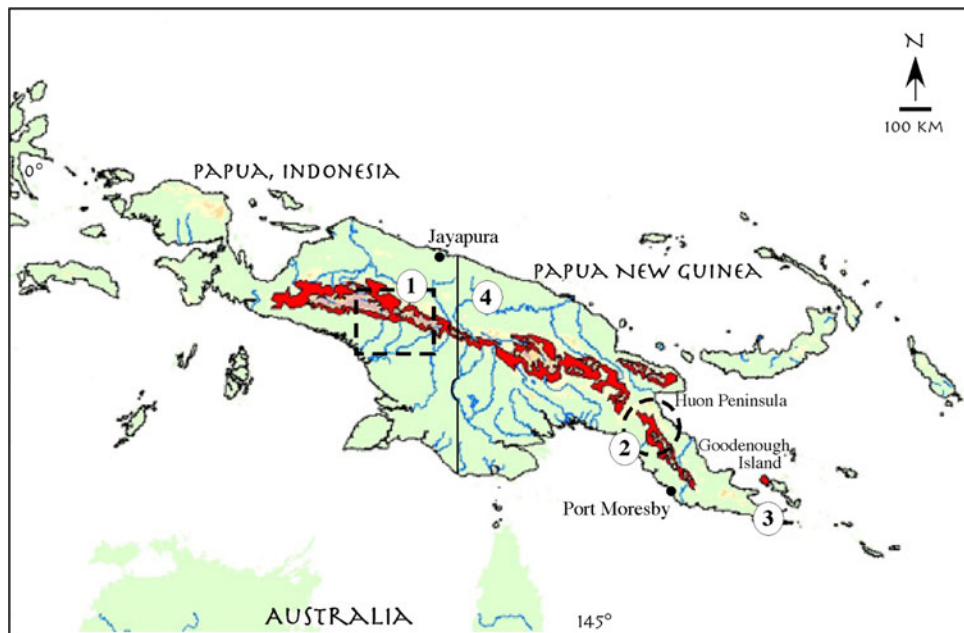 N
100 KM
0°
PAPUA, INDONESIA
Jayapura
PAPUA NEW GUINEA
1
4
Huon Peninsula
2
Goodenough
Island
Port Moresby
3
AUSTRALIA
145°